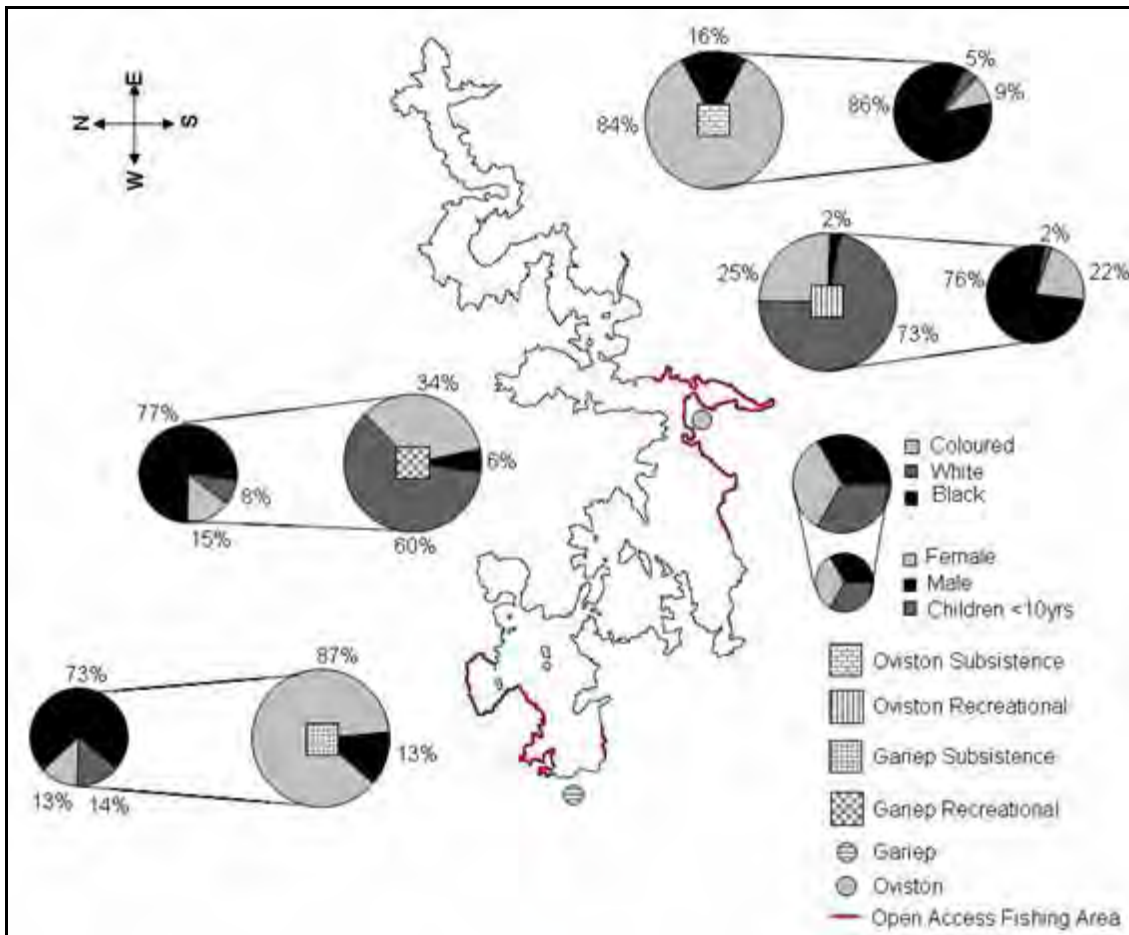 E
N S
W
16%
84%
5%
86%
9%
2%
25%
73%
2%
76%
22%
77%
8%
15%
34%
6%
60%
73%
13%
14%
87%
13%
Coloured
White
Black
Female
Male
Children <10yrs
Oviston Subsistence
Oviston Recreational
Gariep Subsistence
Gariep Recreational
Gariep
Oviston
Open Access Fishing Area